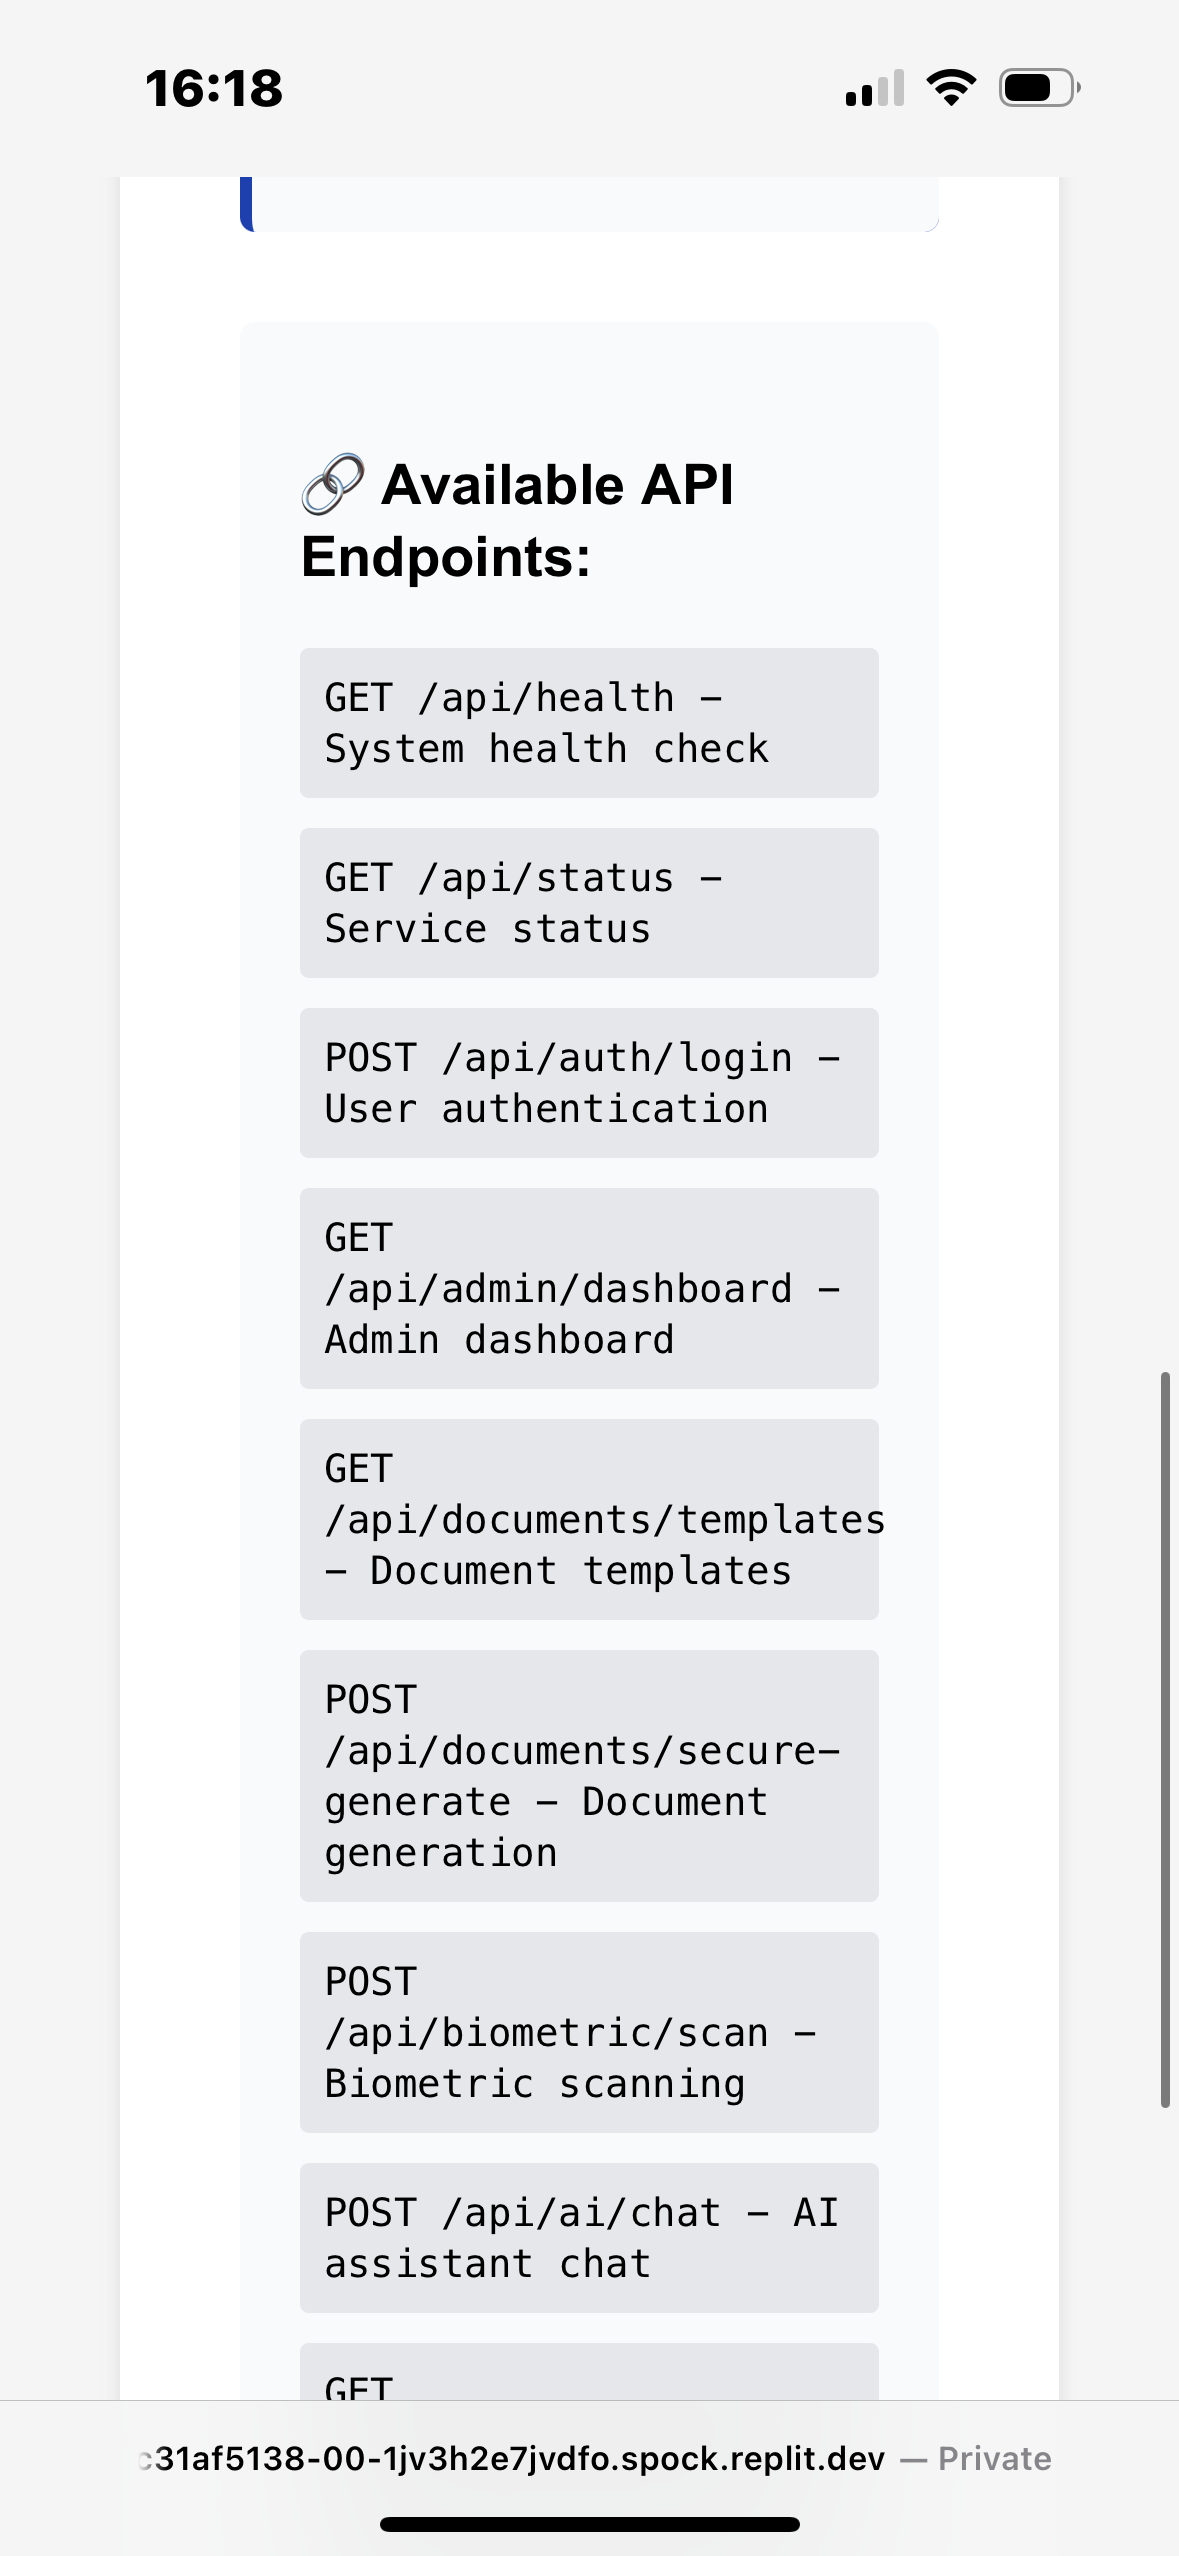 16:18
🔗 Available API
Endpoints:
GET /api/health –
System health check
GET /api/status –
Service status
POST /api/auth/login –
User authentication
GET
/api/admin/dashboard –
Admin dashboard
GET
/api/documents/templates
– Document templates
POST
/api/documents/secure-
generate – Document
generation
POST
/api/biometric/scan –
Biometric scanning
POST /api/ai/chat – AI
assistant chat
GET
c31af5138-00-1jv3h2e7jvdfo.spock.replit.dev — Private